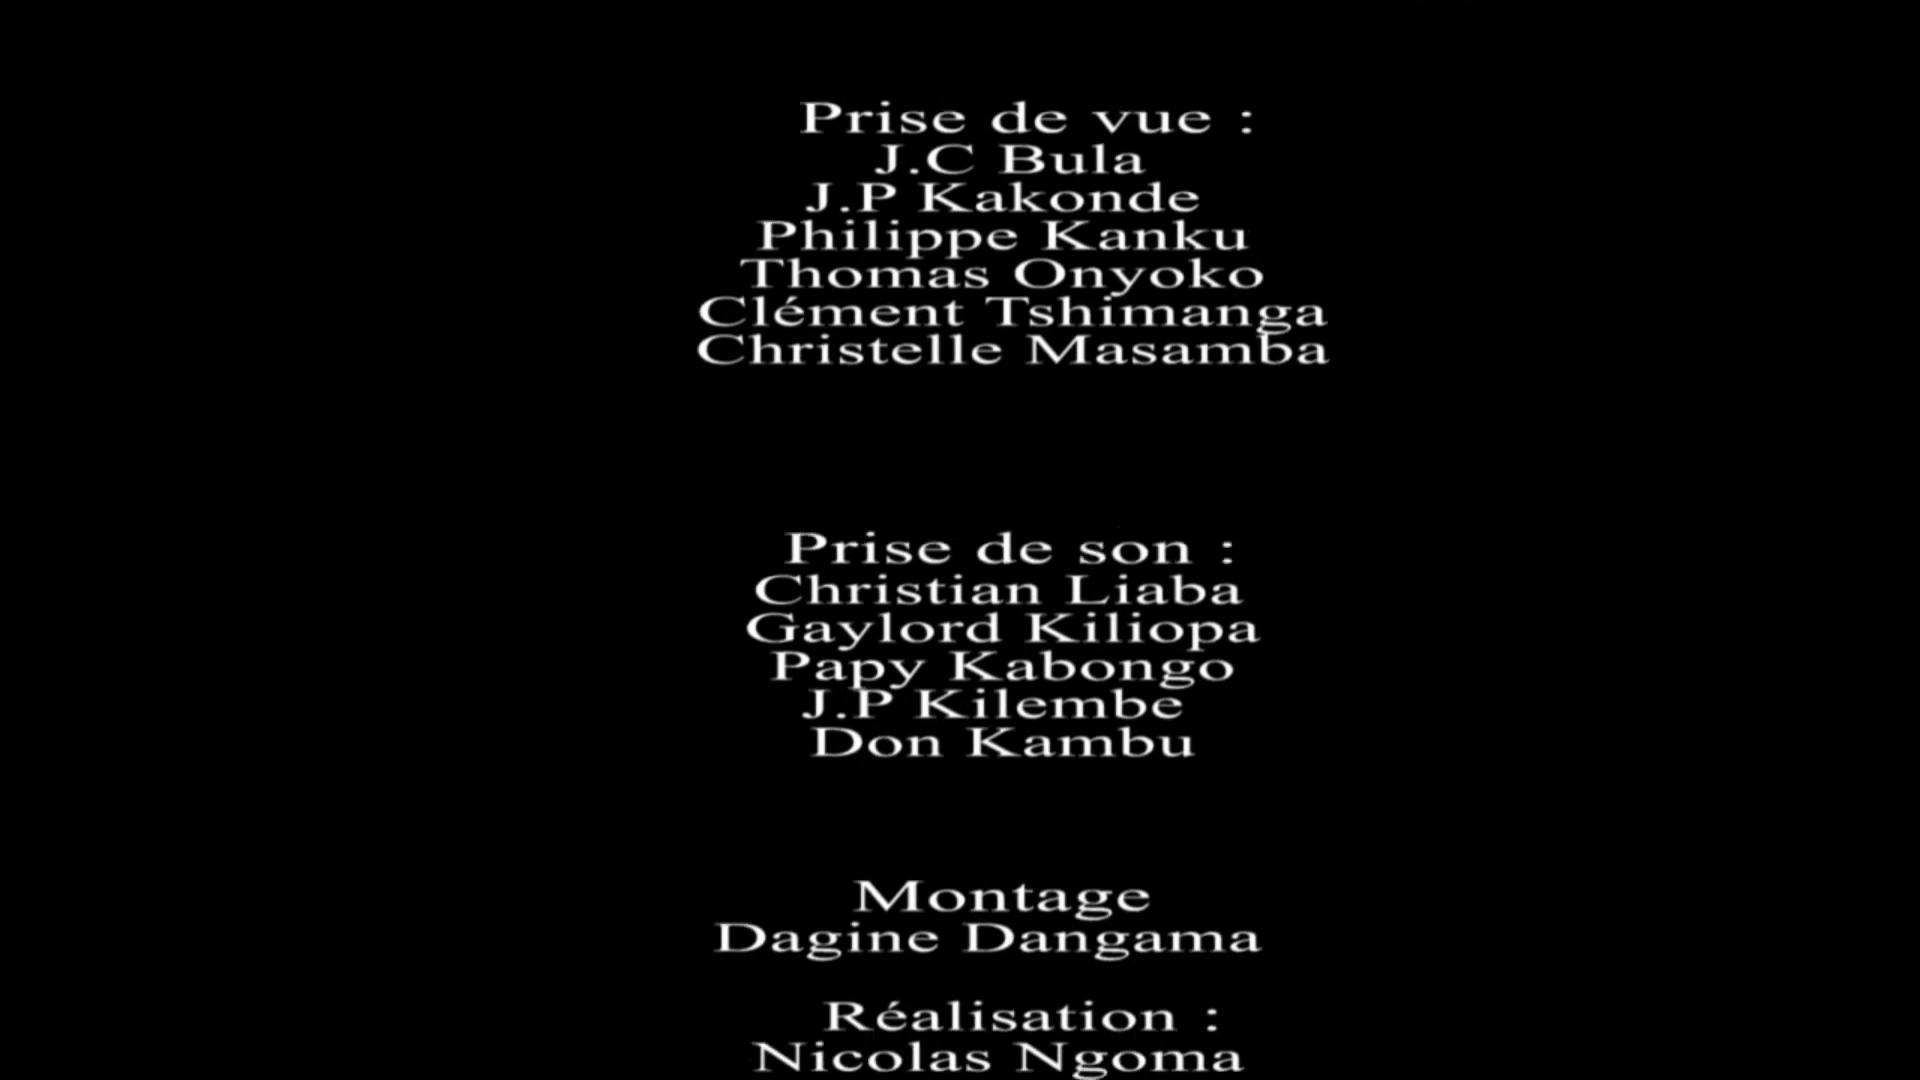 Prise de vue :
J.C Bula
J.P Kakonde
Philippe Kanku
Thomas Onyoko
Clément Tshimanga
Christelle Masamba
Prise de son :
Christian Liaba
Gaylord Kiliopa
Papy Kabongo
J.P Kilembe
Don Kambu
Montage
Dagine Dangama
Réalisation :
Nicolas Ngoma